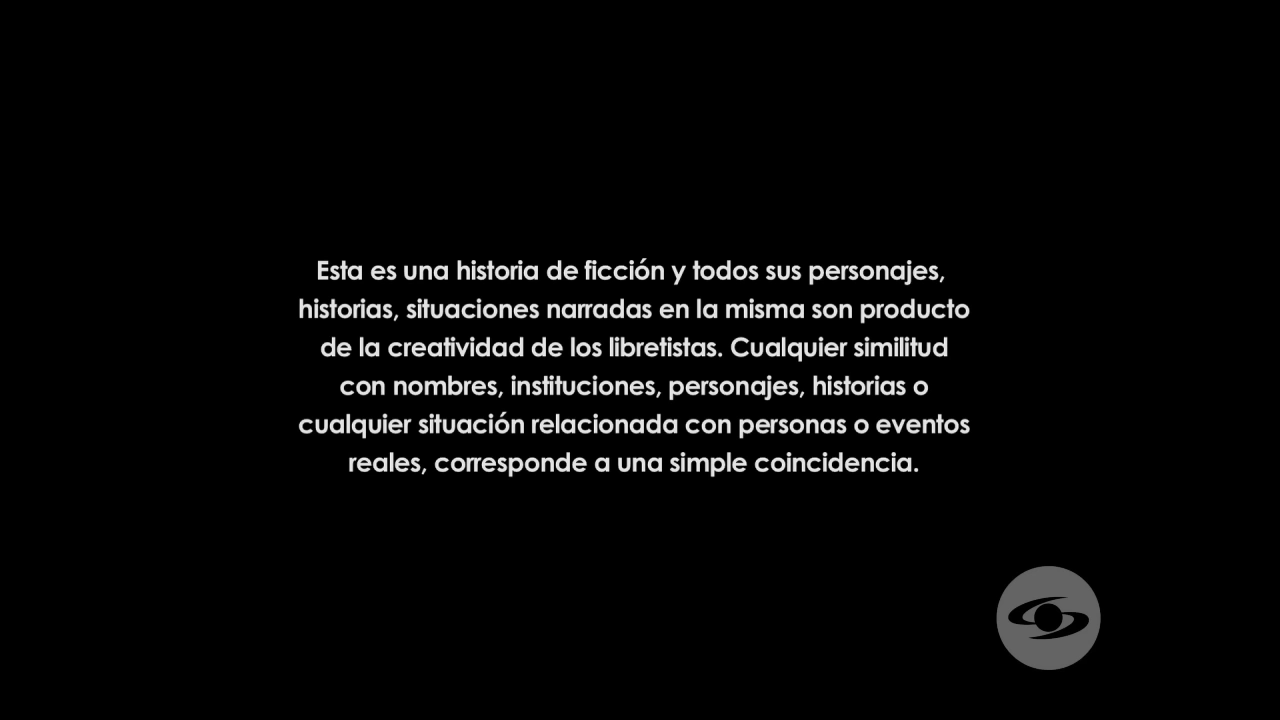 Esta es una historia de ficción y todos sus personajes,
historias, situaciones narradas en la misma son producto
de la creatividad de los libretistas. Cualquier similitud
con nombres, instituciones, personajes, historias o
cualquier situación relacionada con personas o eventos
reales, corresponde a una simple coincidencia.